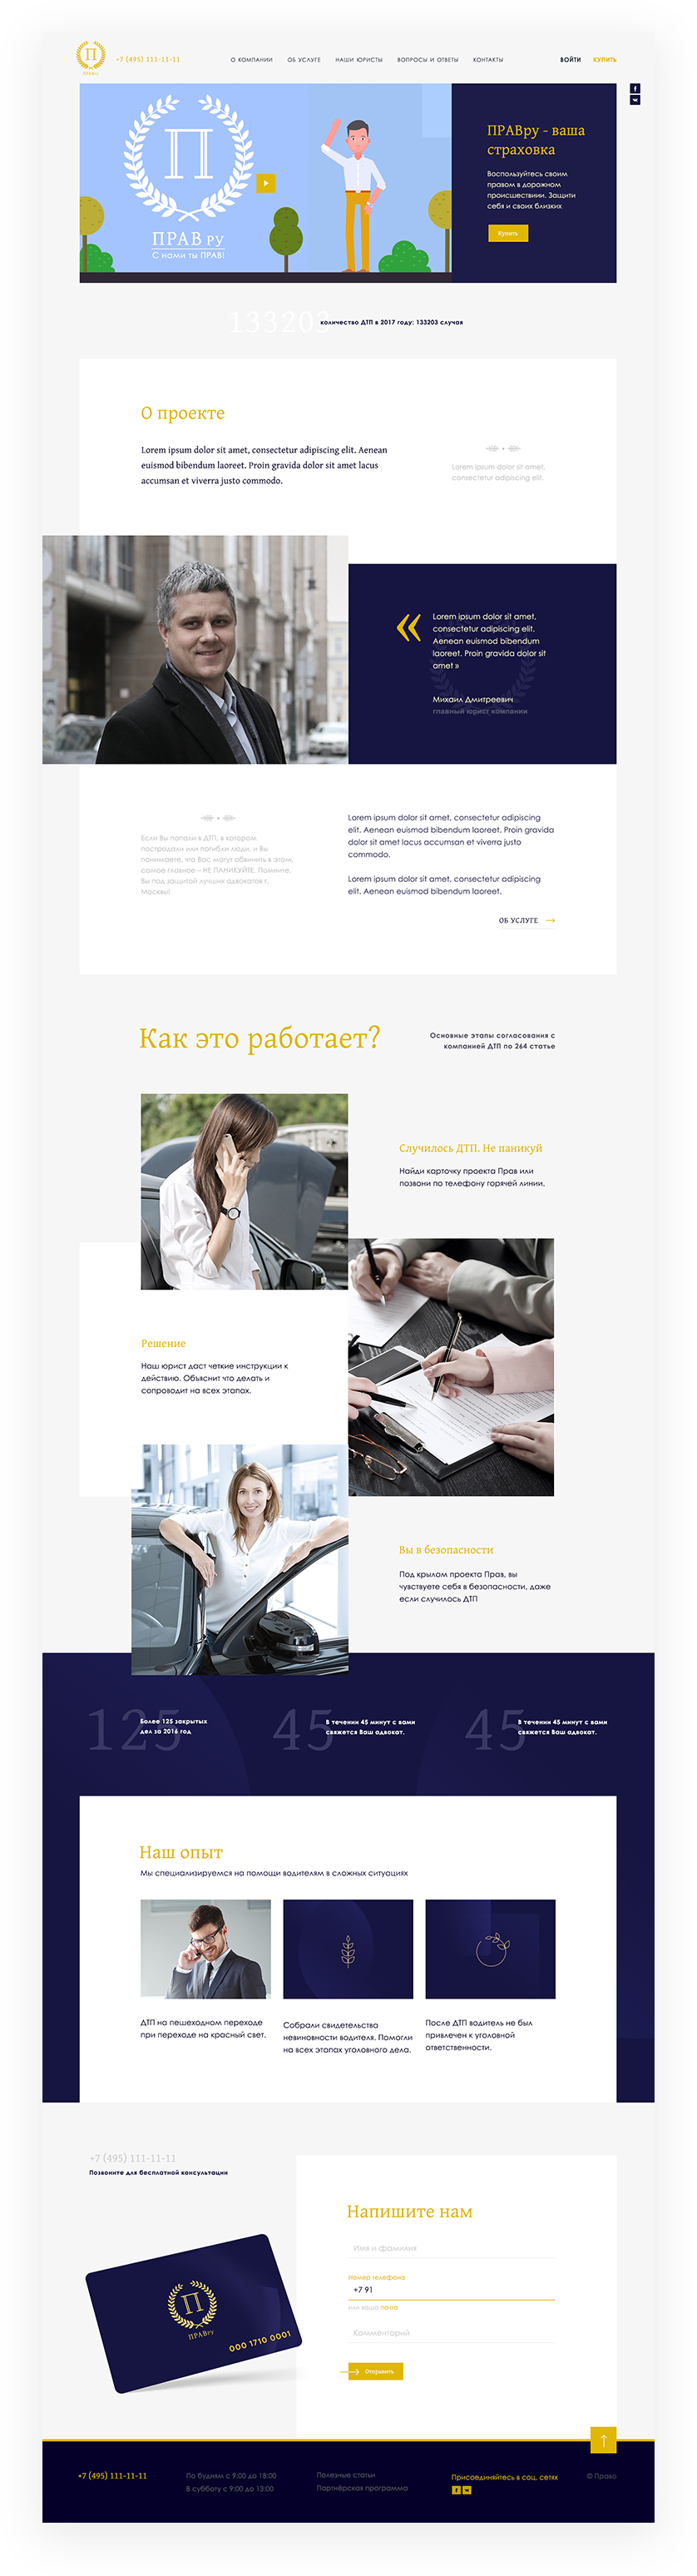 П
ПРАВру
+7 (495) 111-11-11
О КОМПАНИИ
ОБ УСЛУГЕ
НАШИ ЮРИСТЫ
ВОПРОСЫ И ОТВЕТЫ
КОНТАКТЫ
ВОЙТИ
КУПИТЬ
П
ПРАВ РУ
С нами ты ПРАВ!
ПРАВру - ваша
страховка
Воспользуйтесь своим
правом в дорожном
происшествиии. Защити
себя и своих близких
Купить
133203
количество ДТП в 2017 году: 133203 случая
О проекте
Lorem ipsum dolor sit amet, consectetur adipiscing elit. Aenean
euismod bibendum laoreet. Proin gravida dolor sit amet lacus
accumsan et viverra justo commodo.
Lorem ipsum dolor sit amet,
consectetur adipiscing elit.
«
Lorem ipsum dolor sit amet,
consectetur adipiscing elit.
Aenean euismod bibendum
laoreet. Proin gravida dolor sit
amet »
Михаил Дмитреевич
главный юрист компании
Если Вы попали в ДТП, в котором
пострадали или погибли люди, и Вы
понимаете, что Вас могут обвинить в этом,
самое главное – НЕ ПАНИКУЙТЕ. Помните,
Вы под защитой лучших адвокатов г.
Москвы!
Lorem ipsum dolor sit amet, consectetur adipiscing
elit. Aenean euismod bibendum laoreet. Proin gravida
dolor sit amet lacus accumsan et viverra justo
commodo.
Lorem ipsum dolor sit amet, consectetur adipiscing
elit. Aenean euismod bibendum laoreet.
ОБ УСЛУГЕ →
Как это работает?
Основные этапы согласования с
компанией ДТП по 264 статье
Случилось ДТП. Не паникуй
Найди карточку проекта Прав или
позвони по телефону горячей линии.
Решение
Наш юрист даст четкие инструкции к
действию. Объяснит что делать и
сопроводит на всех этапах.
Вы в безопасности
Под крылом проекта Прав, вы
чувствуете себя в безопасности, даже
если случилось ДТП
125
Более 125 закрытых
дел за 2016 год
45
В течении 45 минут с вами
свяжется Ваш адвокат.
45
В течении 45 минут с вами
свяжется Ваш адвокат.
Наш опыт
Мы специализируемся на помощи водителям в сложных ситуациях
ДТП на пешеходном переходе
при переходе на красный свет.
Собрали свидетельства
невиновности водителя. Помогли
на всех этапах уголовного дела.
После ДТП водитель не был
привлечен к уголовной
ответственности.
+7 (495) 111-11-11
Позвоните для бесплатной консультации
П
ПРАВру
000 1710 0001
Напишите нам
Имя и фамилия
Номер телефона
+7 91
или ваша почта
Комментарий
Отправить
+7 (495) 111-11-11
По будням с 9:00 до 18:00
В субботу с 9:00 до 13:00
Полезные статьи
Партнёрская программа
Присоединяйтесь в соц. сетях
© Право